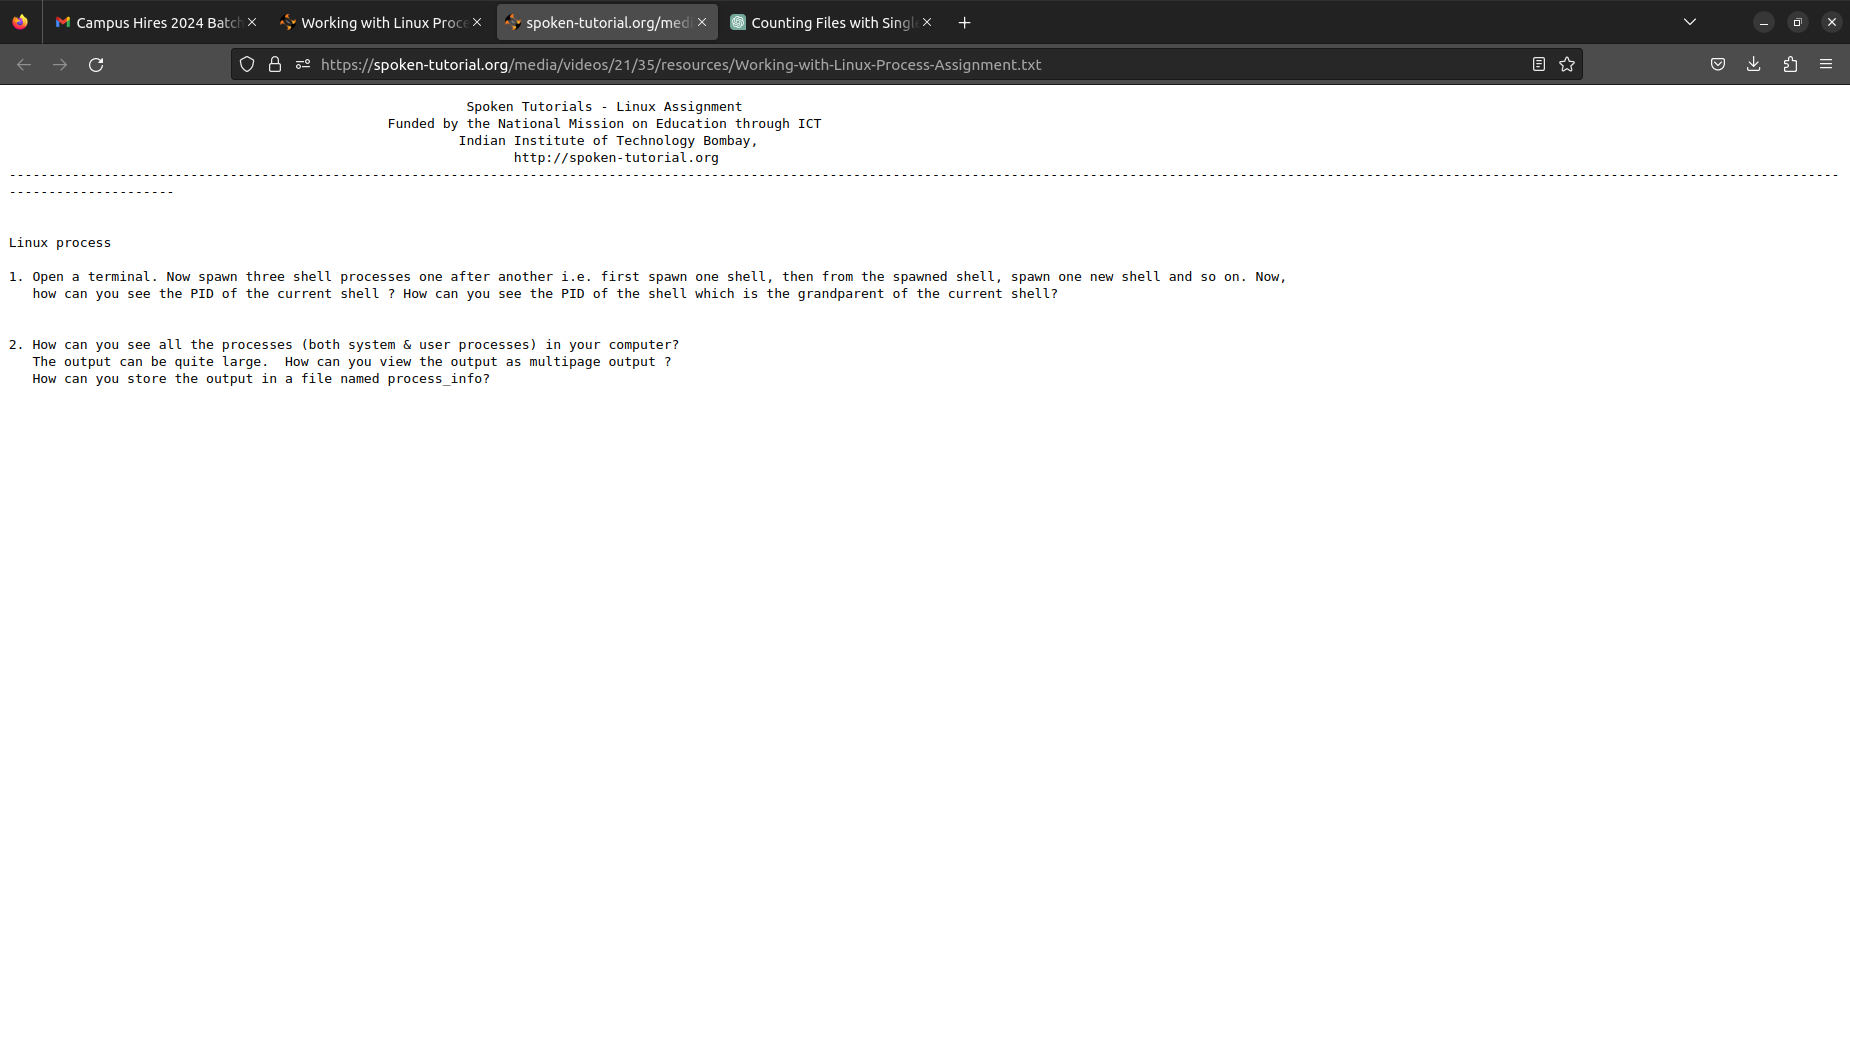 Campus Hires 2024 Batch
Working with Linux Proce
spoken-tutorial.org/medi
Counting Files with Singl
https://spoken-tutorial.org/media/videos/21/35/resources/Working-with-Linux-Process-Assignment.txt
Spoken Tutorials - Linux Assignment
Funded by the National Mission on Education through ICT
Indian Institute of Technology Bombay,
http://spoken-tutorial.org
----------------------------------------------------------------------------------------------------------------------------------------------------------------------------------------------------------------------------------------
---------------------
Linux process
1. Open a terminal. Now spawn three shell processes one after another i.e. first spawn one shell, then from the spawned shell, spawn one new shell and so on. Now,
how can you see the PID of the current shell ? How can you see the PID of the shell which is the grandparent of the current shell?
2. How can you see all the processes (both system & user processes) in your computer?
The output can be quite large.  How can you view the output as multipage output ?
How can you store the output in a file named process_info?